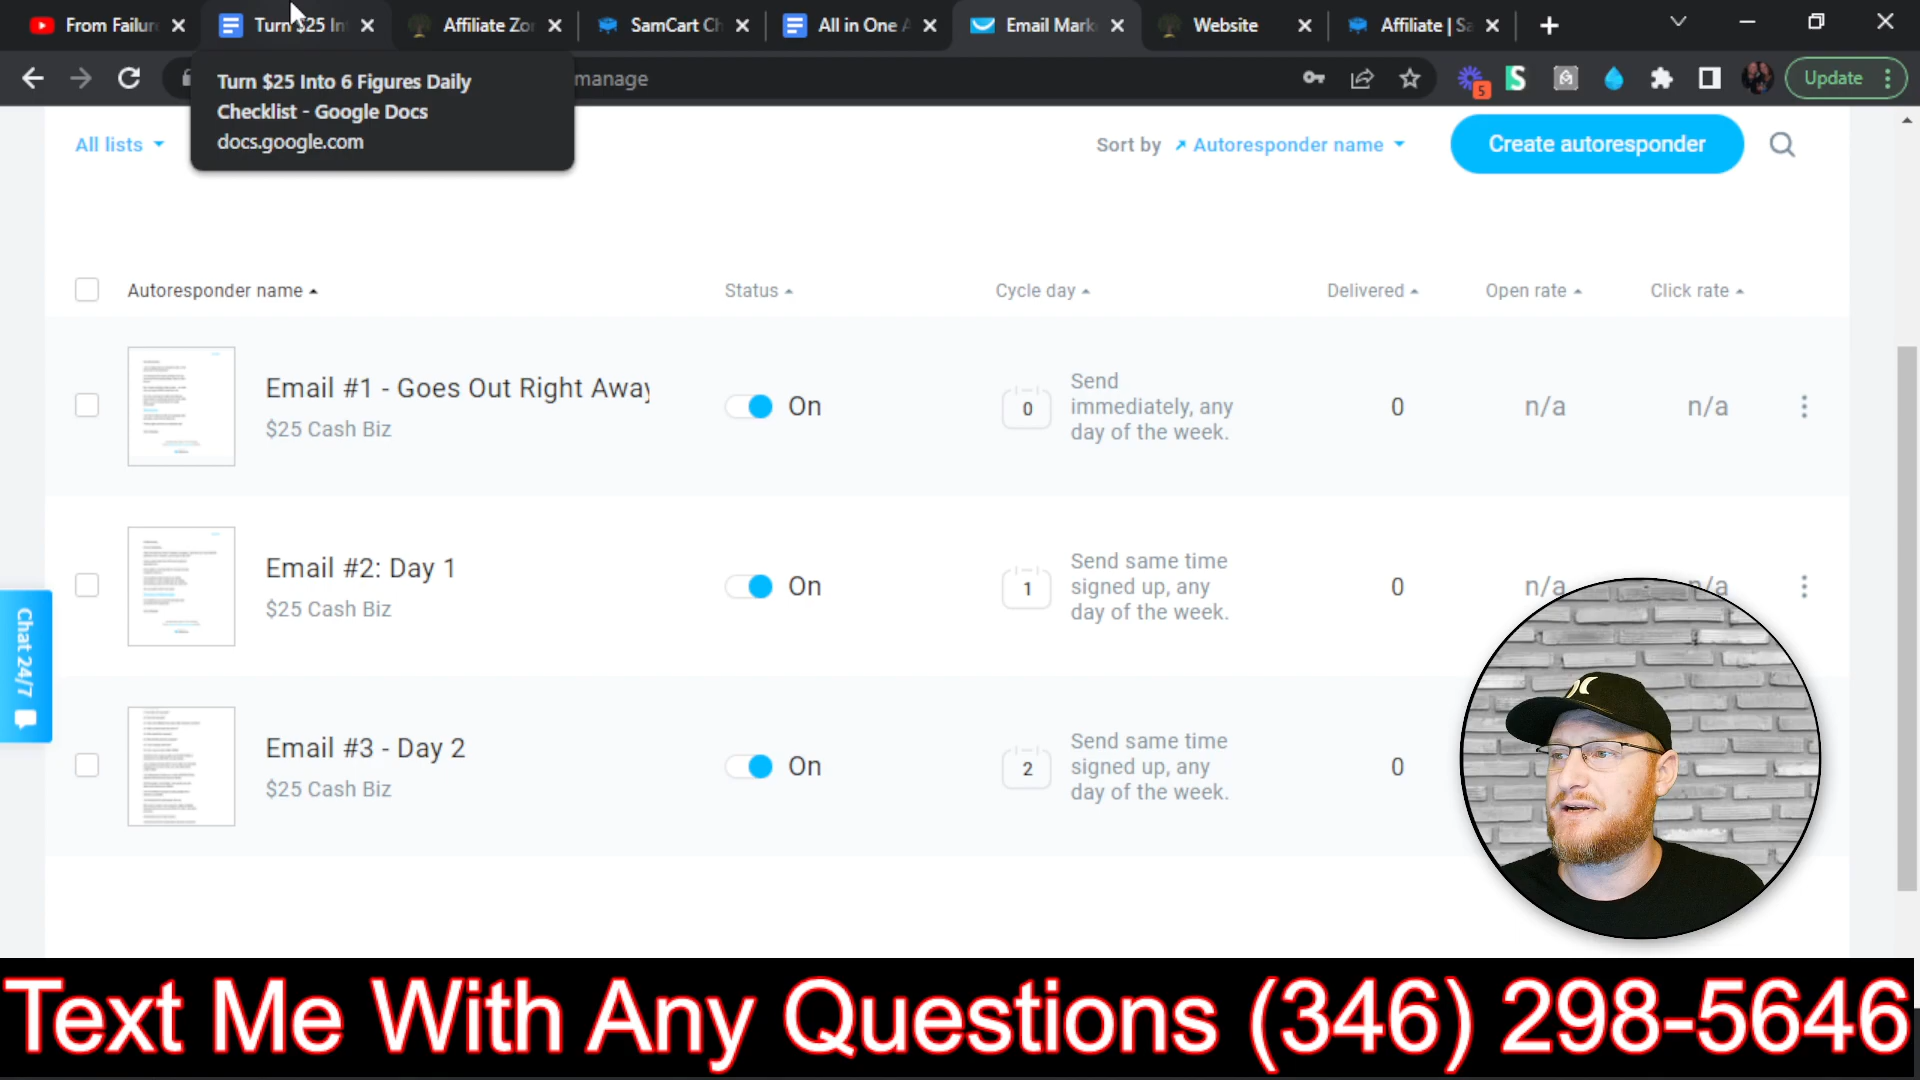 From Failur
Turn $25 In
Affiliate Zo
SamCart Ch
All in One A
Email Mark
Website
Affiliate | Sa
Turn $25 Into 6 Figures Daily
Checklist - Google Docs
docs.google.com
manage
5
Update
All lists
Sort by Autoresponder name
Create autoresponder
Autoresponder name
Status
Cycle day
Delivered
Open rate
Click rate
Email #1 - Goes Out Right Away
$25 Cash Biz
On
0
Send
immediately, any
day of the week.
0
n/a
n/a
Email #2: Day 1
$25 Cash Biz
On
1
Send same time
signed up, any
day of the week.
0
n/a
n/a
Email #3 - Day 2
$25 Cash Biz
On
2
Send same time
signed up, any
day of the week.
0
Chat 24/7
Text Me With Any Questions (346) 298-5646